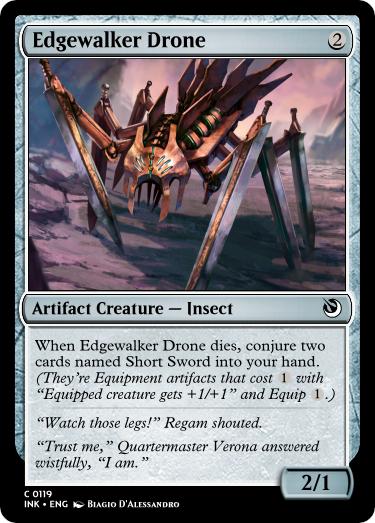 Edgewalker Drone 2
Artifact Creature — Insect
When Edgewalker Drone dies, conjure two
cards named Short Sword into your hand.
(They're Equipment artifacts that cost 1 with
"Equipped creature gets +1/+1" and Equip 1.)
"Watch those legs!" Regam shouted.
"Trust me," Quartermaster Verona answered
wistfully, "I am."
2/1
C 0119
INK • ENG Biagio D'Alessandro